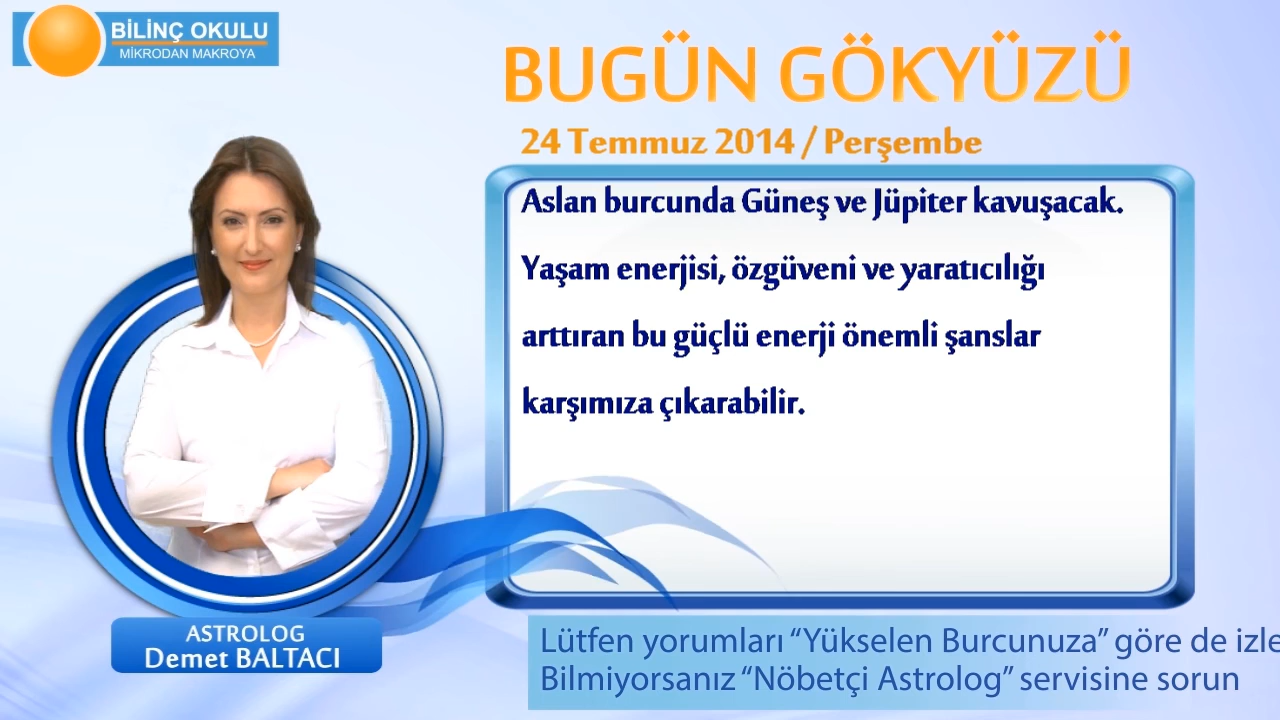 BİLİNÇ OKULU
MİKRODAN MAKROYA
BUGÜN GÖKYÜZÜ
24 Temmuz 2014 / Perşembe
Aslan burcunda Güneş ve Jüpiter kavuşacak.
Yaşam enerjisi, özgüveni ve yaratıcılığı
arttıran bu güçlü enerji önemli şanslar
karşımıza çıkarabilir.
ASTROLOG
Demet BALTACI
Lütfen yorumları “Yükselen Burcunuza” göre de izle
Bilmiyorsanız “Nöbetçi Astrolog” servisine sorun